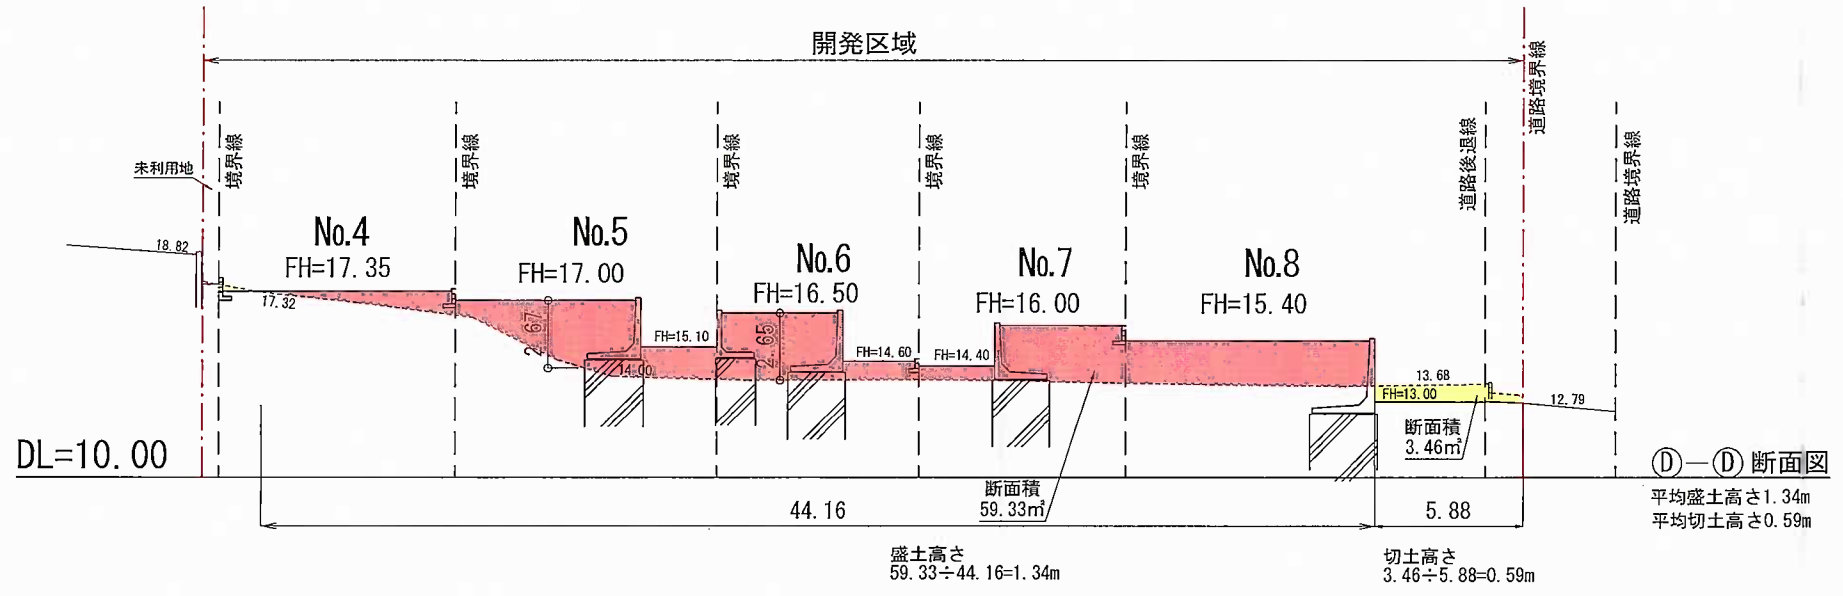 開発区域
道路境界線
境界線
境界線
境界線
境界線
境界線
道路後退線
道路境界線
未利用地
18.82
No.4
FH=17.35
17.32
No.5
FH=17.00
2.67
14.00
FH=15.10
No.6
FH=16.50
2.65
FH=14.60
FH=14.40
No.7
FH=16.00
No.8
FH=15.40
13.68
FH=13.00
12.79
断面積
3.46㎡
DL=10.00
断面積
59.33㎡
44.16
5.88
Ⓓ－Ⓓ 断面図
平均盛土高さ1.34m
平均切土高さ0.59m
盛土高さ
59.33÷44.16=1.34m
切土高さ
3.46÷5.88=0.59m